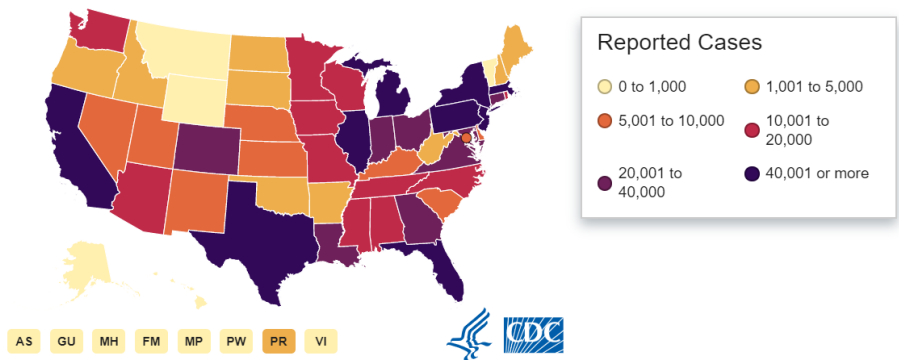 Reported Cases
0 to 1,000
1,001 to 5,000
5,001 to 10,000
10,001 to
20,000
20,001 to
40,000
40,001 or more
AS GU MH FM MP PW PR VI
CDC